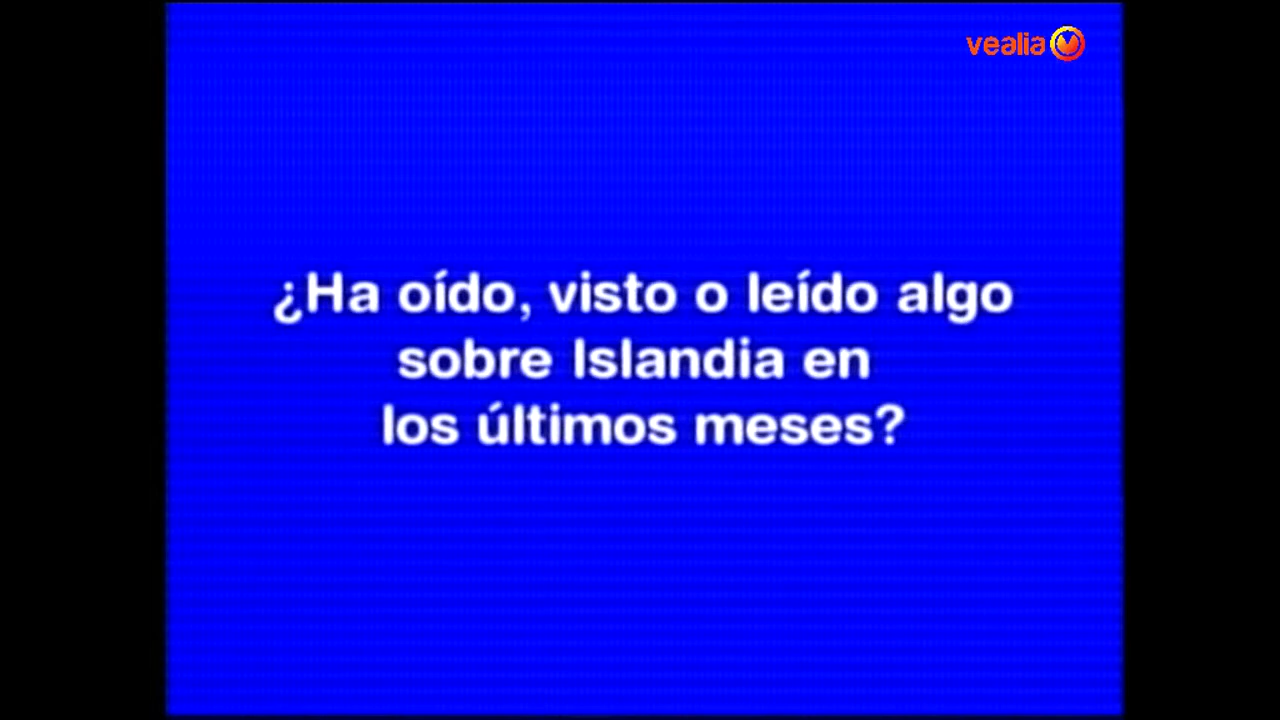 vealia
¿Ha oído, visto o leído algo
sobre Islandia en
los últimos meses?